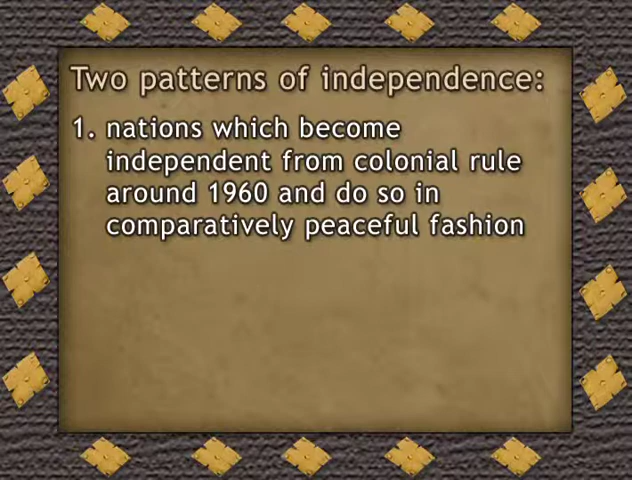 Two patterns of independence:
1. nations which become
independent from colonial rule
around 1960 and do so in
comparatively peaceful fashion